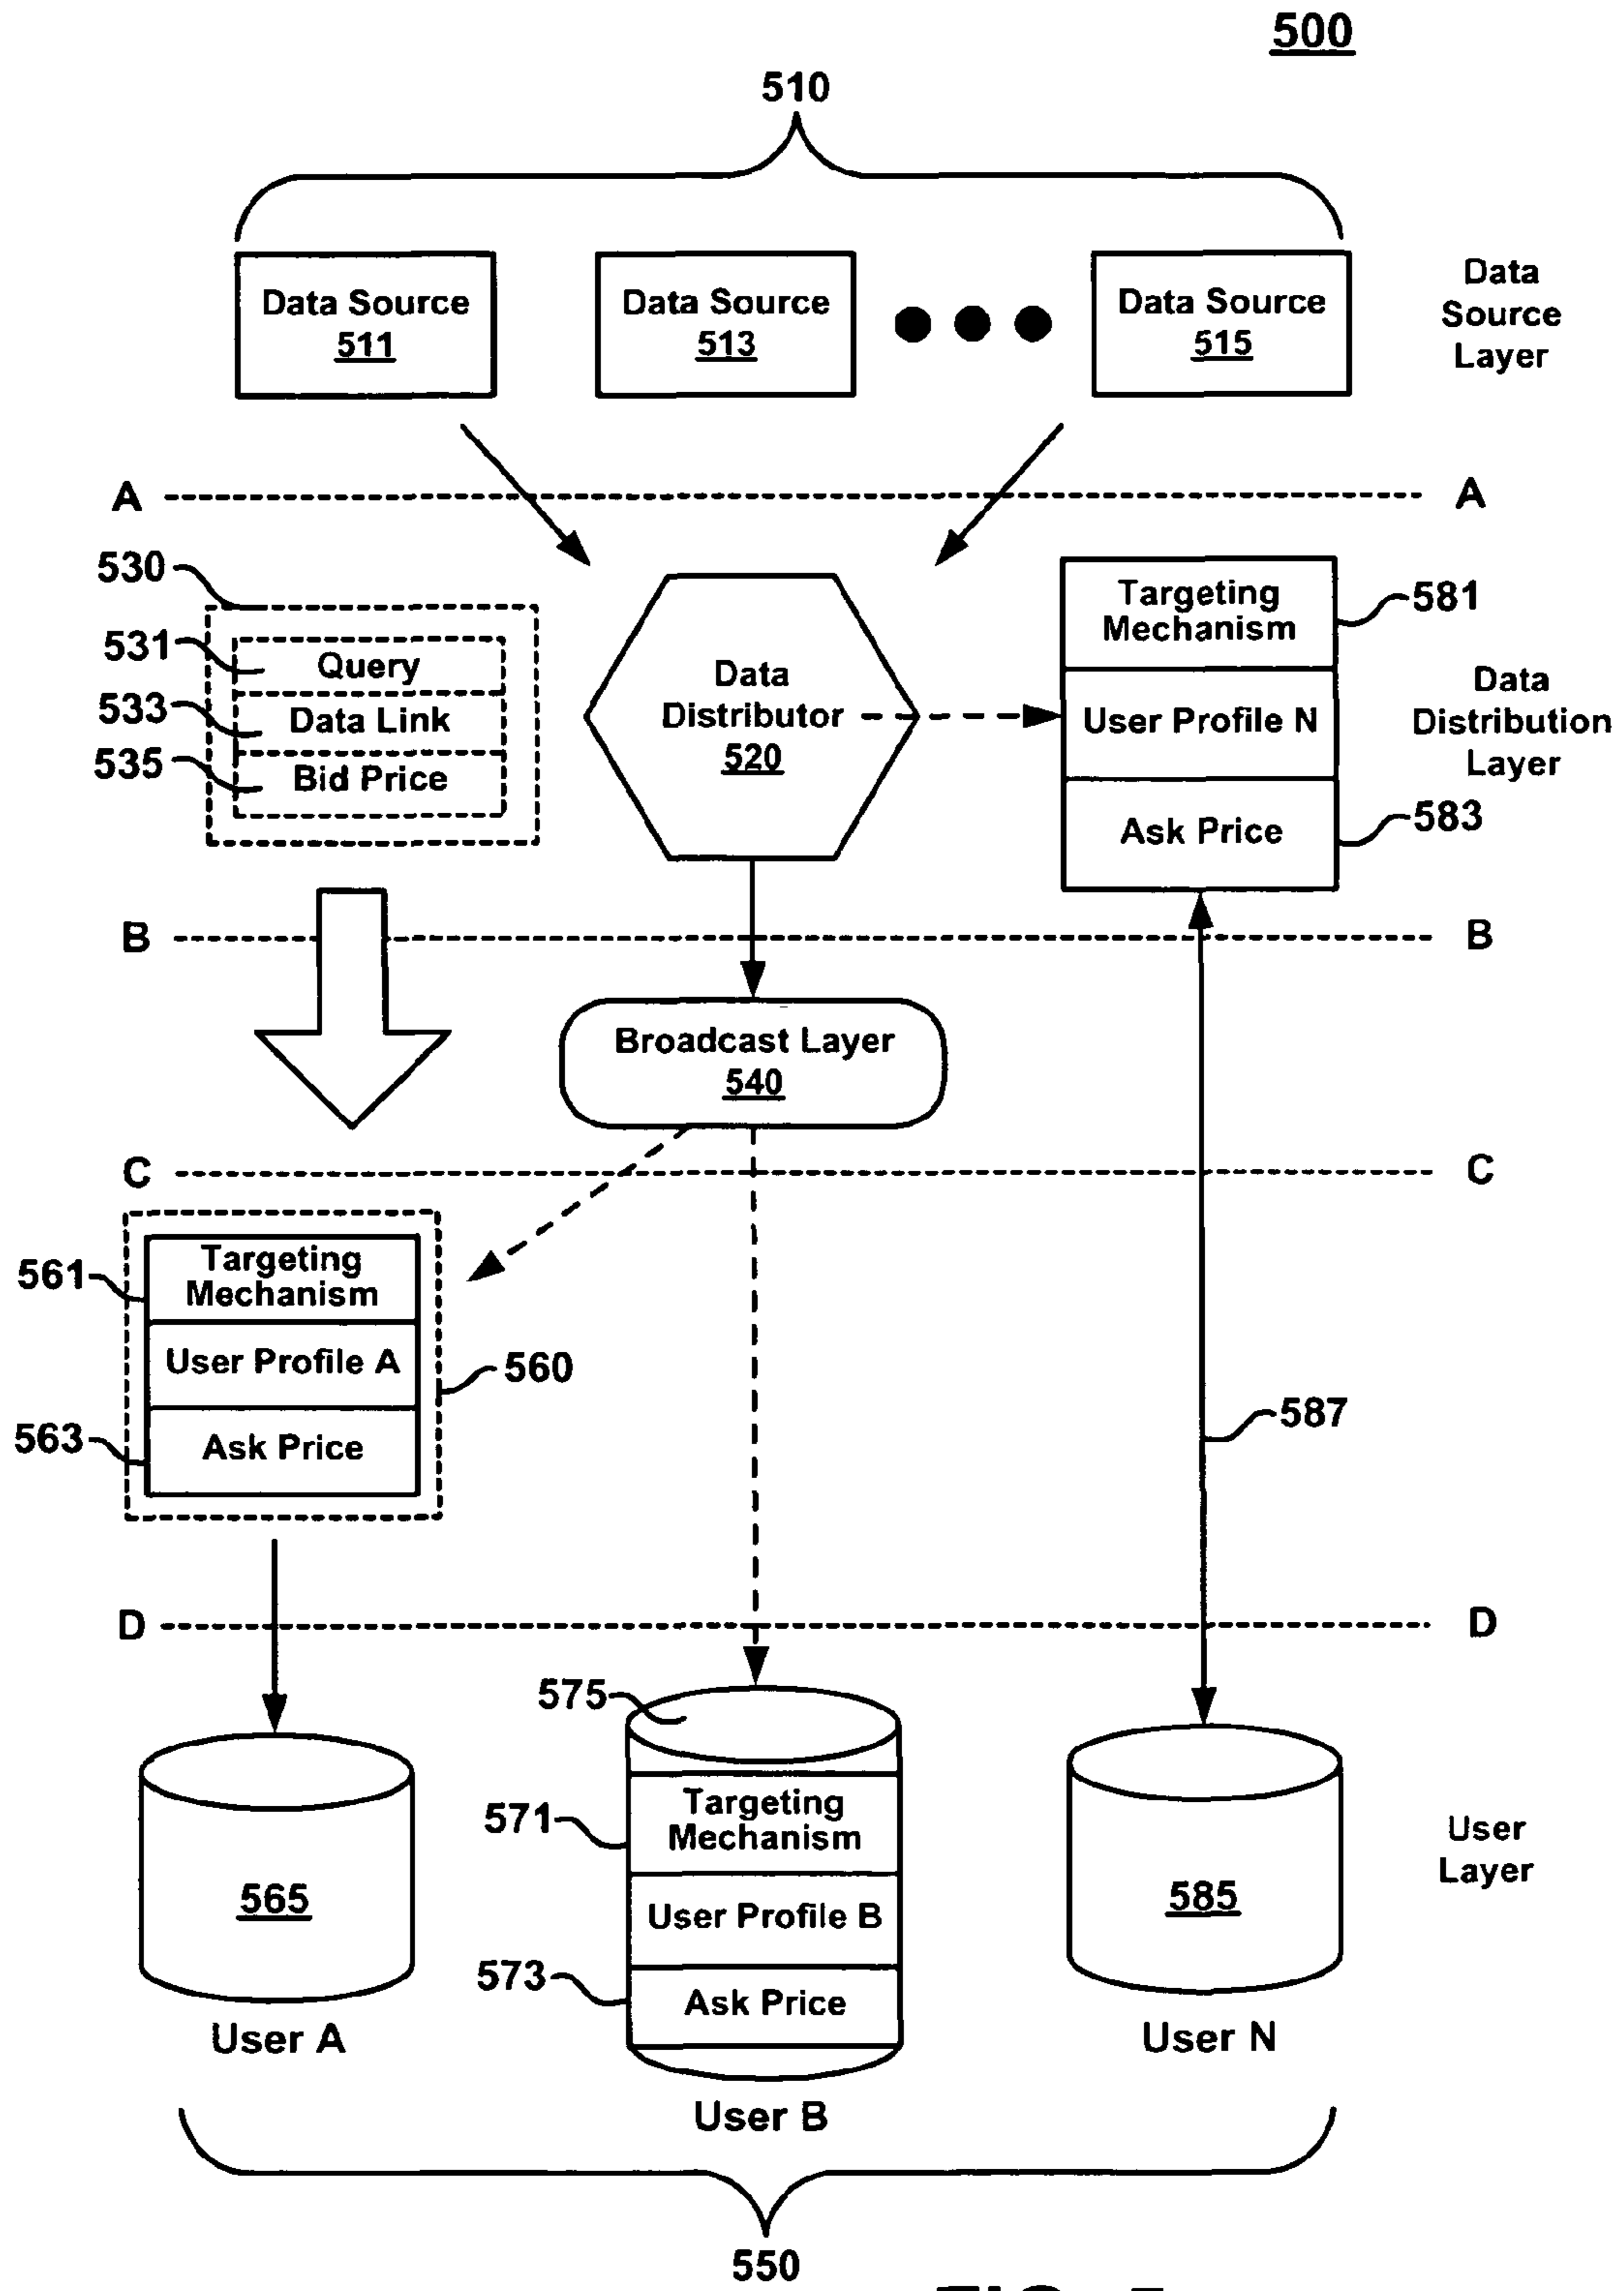 500
510
Data Source
511
Data Source
513
Data Source
515
Data
Source
Layer
A
A
530
531
Query
533
Data Link
535
Bid Price
Data
Distributor
520
Targeting
Mechanism
581
User Profile N
Ask Price
583
Data
Distribution
Layer
B
B
Broadcast Layer
540
C
C
561
Targeting
Mechanism
User Profile A
560
563
Ask Price
587
D
D
575
571
Targeting
Mechanism
User Profile B
573
Ask Price
565
585
User
Layer
User A
User B
User N
550